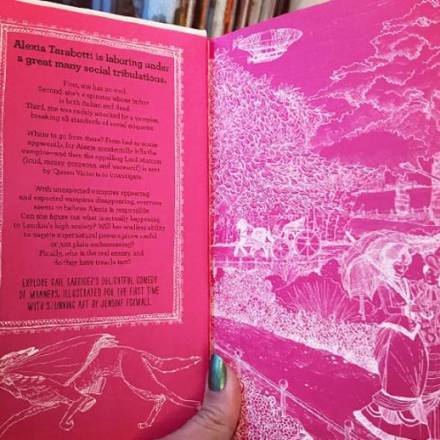 Alexia Tarabotti is laboring under
a great many social tribulations.
First, she has no soul.
Second, she's a spinster whose father
is both Italian and dead.
Third, she was rudely attacked by a vampire,
breaking all standards of social etiquette.
Where to go from there? From bad to worse
apparently, for Alexia accidentally kills the
vampire—and then the appalling Lord Maccon
(loud, messy, gorgeous, and werewolf) is sent
by Queen Victoria to investigate.
With unexpected vampires appearing
and expected vampires disappearing, everyone
seems to believe Alexia is responsible.
Can she figure out what is actually happening
to London's high society? Will her soulless ability
to negate supernatural powers prove useful
or just plain embarrassing?
Finally, who is the real enemy, and
do they have treacle tart?
EXPLORE GAIL CARRIGER'S DELIGHTFUL COMEDY
OF MANNERS, ILLUSTRATED FOR THE FIRST TIME
WITH STUNNING ART BY JENSINE ECKWALL.